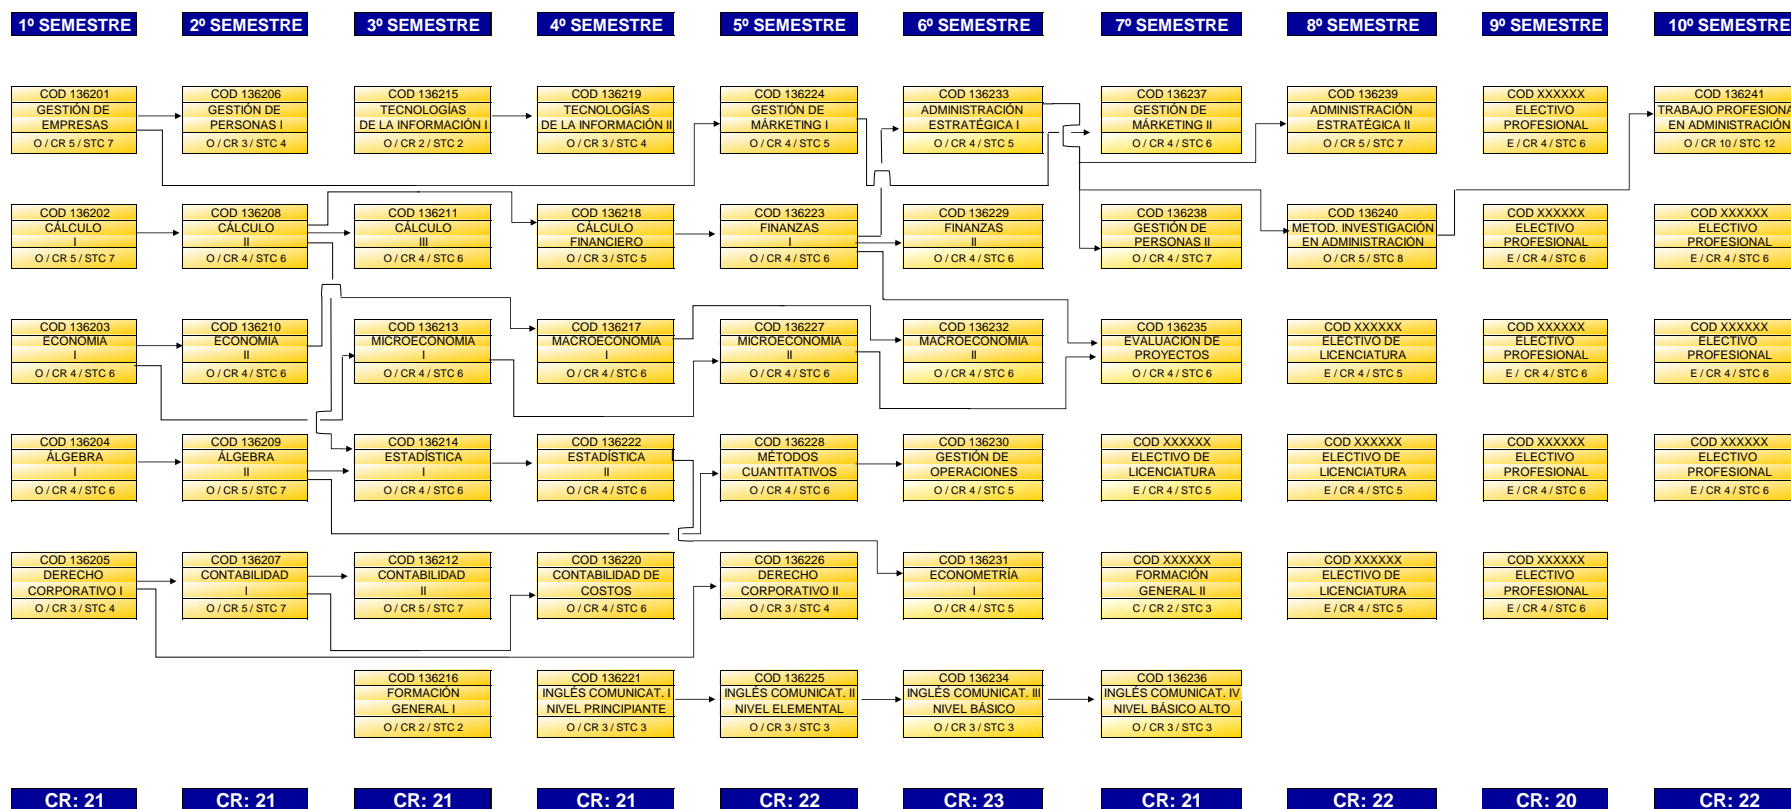 1º SEMESTRE
2º SEMESTRE
3º SEMESTRE
4º SEMESTRE
5º SEMESTRE
6º SEMESTRE
7º SEMESTRE
8º SEMESTRE
9º SEMESTRE
10º SEMESTRE
COD 136201
GESTIÓN DE
EMPRESAS
O / CR 5 / STC 7
COD 136206
GESTIÓN DE
PERSONAS I
O / CR 3 / STC 4
COD 136215
TECNOLOGÍAS
DE LA INFORMACIÓN I
O / CR 2 / STC 2
COD 136219
TECNOLOGÍAS
DE LA INFORMACIÓN II
O / CR 3 / STC 4
COD 136224
GESTIÓN DE
MÁRKETING I
O / CR 4 / STC 5
COD 136233
ADMINISTRACIÓN
ESTRATÉGICA I
O / CR 4 / STC 5
COD 136237
GESTIÓN DE
MÁRKETING II
O / CR 4 / STC 6
COD 136239
ADMINISTRACIÓN
ESTRATÉGICA II
O / CR 5 / STC 7
COD XXXXXX
ELECTIVO
PROFESIONAL
E / CR 4 / STC 6
COD 136241
TRABAJO PROFESIONA
EN ADMINISTRACIÓN
O / CR 10 / STC 12
COD 136202
CÁLCULO
I
O / CR 5 / STC 7
COD 136208
CÁLCULO
II
O / CR 4 / STC 6
COD 136211
CÁLCULO
III
O / CR 4 / STC 6
COD 136218
CÁLCULO
FINANCIERO
O / CR 3 / STC 5
COD 136223
FINANZAS
I
O / CR 4 / STC 6
COD 136229
FINANZAS
II
O / CR 4 / STC 6
COD 136238
GESTIÓN DE
PERSONAS II
O / CR 4 / STC 7
COD 136240
METOD. INVESTIGACIÓN
EN ADMINISTRACIÓN
O / CR 5 / STC 8
COD XXXXXX
ELECTIVO
PROFESIONAL
E / CR 4 / STC 6
COD XXXXXX
ELECTIVO
PROFESIONAL
E / CR 4 / STC 6
COD 136203
ECONOMIA
I
O / CR 4 / STC 6
COD 136210
ECONOMIA
II
O / CR 4 / STC 6
COD 136213
MICROECONOMIA
I
O / CR 4 / STC 6
COD 136217
MACROECONOMIA
I
O / CR 4 / STC 6
COD 136227
MICROECONOMIA
II
O / CR 4 / STC 6
COD 136232
MACROECONOMIA
II
O / CR 4 / STC 6
COD 136235
EVALUACIÓN DE
PROYECTOS
O / CR 4 / STC 6
COD XXXXXX
ELECTIVO DE
LICENCIATURA
E / CR 4 / STC 5
COD XXXXXX
ELECTIVO
PROFESIONAL
E / CR 4 / STC 6
COD XXXXXX
ELECTIVO
PROFESIONAL
E / CR 4 / STC 6
COD 136204
ÁLGEBRA
I
O / CR 4 / STC 6
COD 136209
ÁLGEBRA
II
O / CR 5 / STC 7
COD 136214
ESTADÍSTICA
I
O / CR 4 / STC 6
COD 136222
ESTADÍSTICA
II
O / CR 4 / STC 6
COD 136228
MÉTODOS
CUANTITATIVOS
O / CR 4 / STC 6
COD 136230
GESTIÓN DE
OPERACIONES
O / CR 4 / STC 5
COD XXXXXX
ELECTIVO DE
LICENCIATURA
E / CR 4 / STC 5
COD XXXXXX
ELECTIVO DE
LICENCIATURA
E / CR 4 / STC 5
COD XXXXXX
ELECTIVO
PROFESIONAL
E / CR 4 / STC 6
COD XXXXXX
ELECTIVO
PROFESIONAL
E / CR 4 / STC 6
COD 136205
DERECHO
CORPORATIVO I
O / CR 3 / STC 4
COD 136207
CONTABILIDAD
I
O / CR 5 / STC 7
COD 136212
CONTABILIDAD
II
O / CR 5 / STC 7
COD 136220
CONTABILIDAD DE
COSTOS
O / CR 4 / STC 6
COD 136226
DERECHO
CORPORATIVO II
O / CR 3 / STC 4
COD 136231
ECONOMETRÍA
I
O / CR 4 / STC 5
COD XXXXXX
FORMACIÓN
GENERAL II
C / CR 2 / STC 3
COD XXXXXX
ELECTIVO DE
LICENCIATURA
E / CR 4 / STC 5
COD XXXXXX
ELECTIVO
PROFESIONAL
E / CR 4 / STC 6
COD 136216
FORMACIÓN
GENERAL I
O / CR 2 / STC 2
COD 136221
INGLÉS COMUNICAT. I
NIVEL PRINCIPIANTE
O / CR 3 / STC 3
COD 136225
INGLÉS COMUNICAT. II
NIVEL ELEMENTAL
O / CR 3 / STC 3
COD 136234
INGLÉS COMUNICAT. III
NIVEL BÁSICO
O / CR 3 / STC 3
COD 136236
INGLÉS COMUNICAT. IV
NIVEL BÁSICO ALTO
O / CR 3 / STC 3
CR: 21
CR: 21
CR: 21
CR: 21
CR: 22
CR: 23
CR: 21
CR: 22
CR: 20
CR: 22